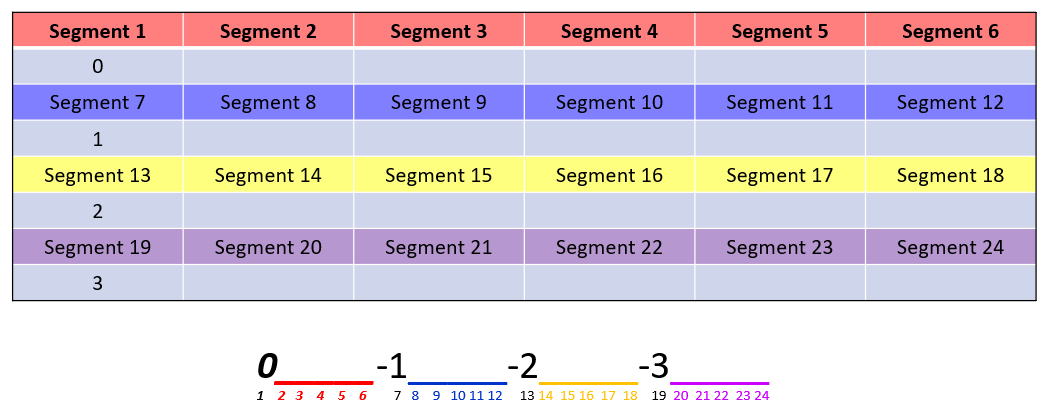 Segment 1 Segment 2 Segment 3 Segment 4 Segment 5 Segment 6
0
Segment 7 Segment 8 Segment 9 Segment 10 Segment 11 Segment 12
1
Segment 13 Segment 14 Segment 15 Segment 16 Segment 17 Segment 18
2
Segment 19 Segment 20 Segment 21 Segment 22 Segment 23 Segment 24
3
0_____-1_____-2_____-3_____
1 2 3 4 5 6 7 8 9 10 11 12 13 14 15 16 17 18 19 20 21 22 23 24